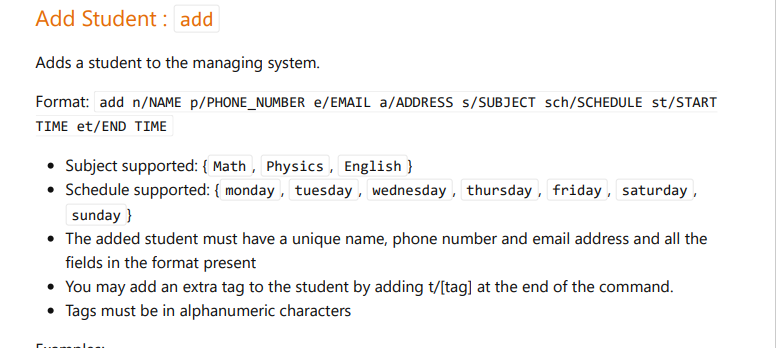 Add Student : add
Adds a student to the managing system.
Format: add n/NAME p/PHONE_NUMBER e/EMAIL a/ADDRESS s/SUBJECT sch/SCHEDULE st/START
TIME et/END TIME
• Subject supported: { Math , Physics , English }
• Schedule supported: { monday , tuesday , wednesday , thursday , friday , saturday ,
sunday }
• The added student must have a unique name, phone number and email address and all the
fields in the format present
• You may add an extra tag to the student by adding t/[tag] at the end of the command.
• Tags must be in alphanumeric characters
Examples: